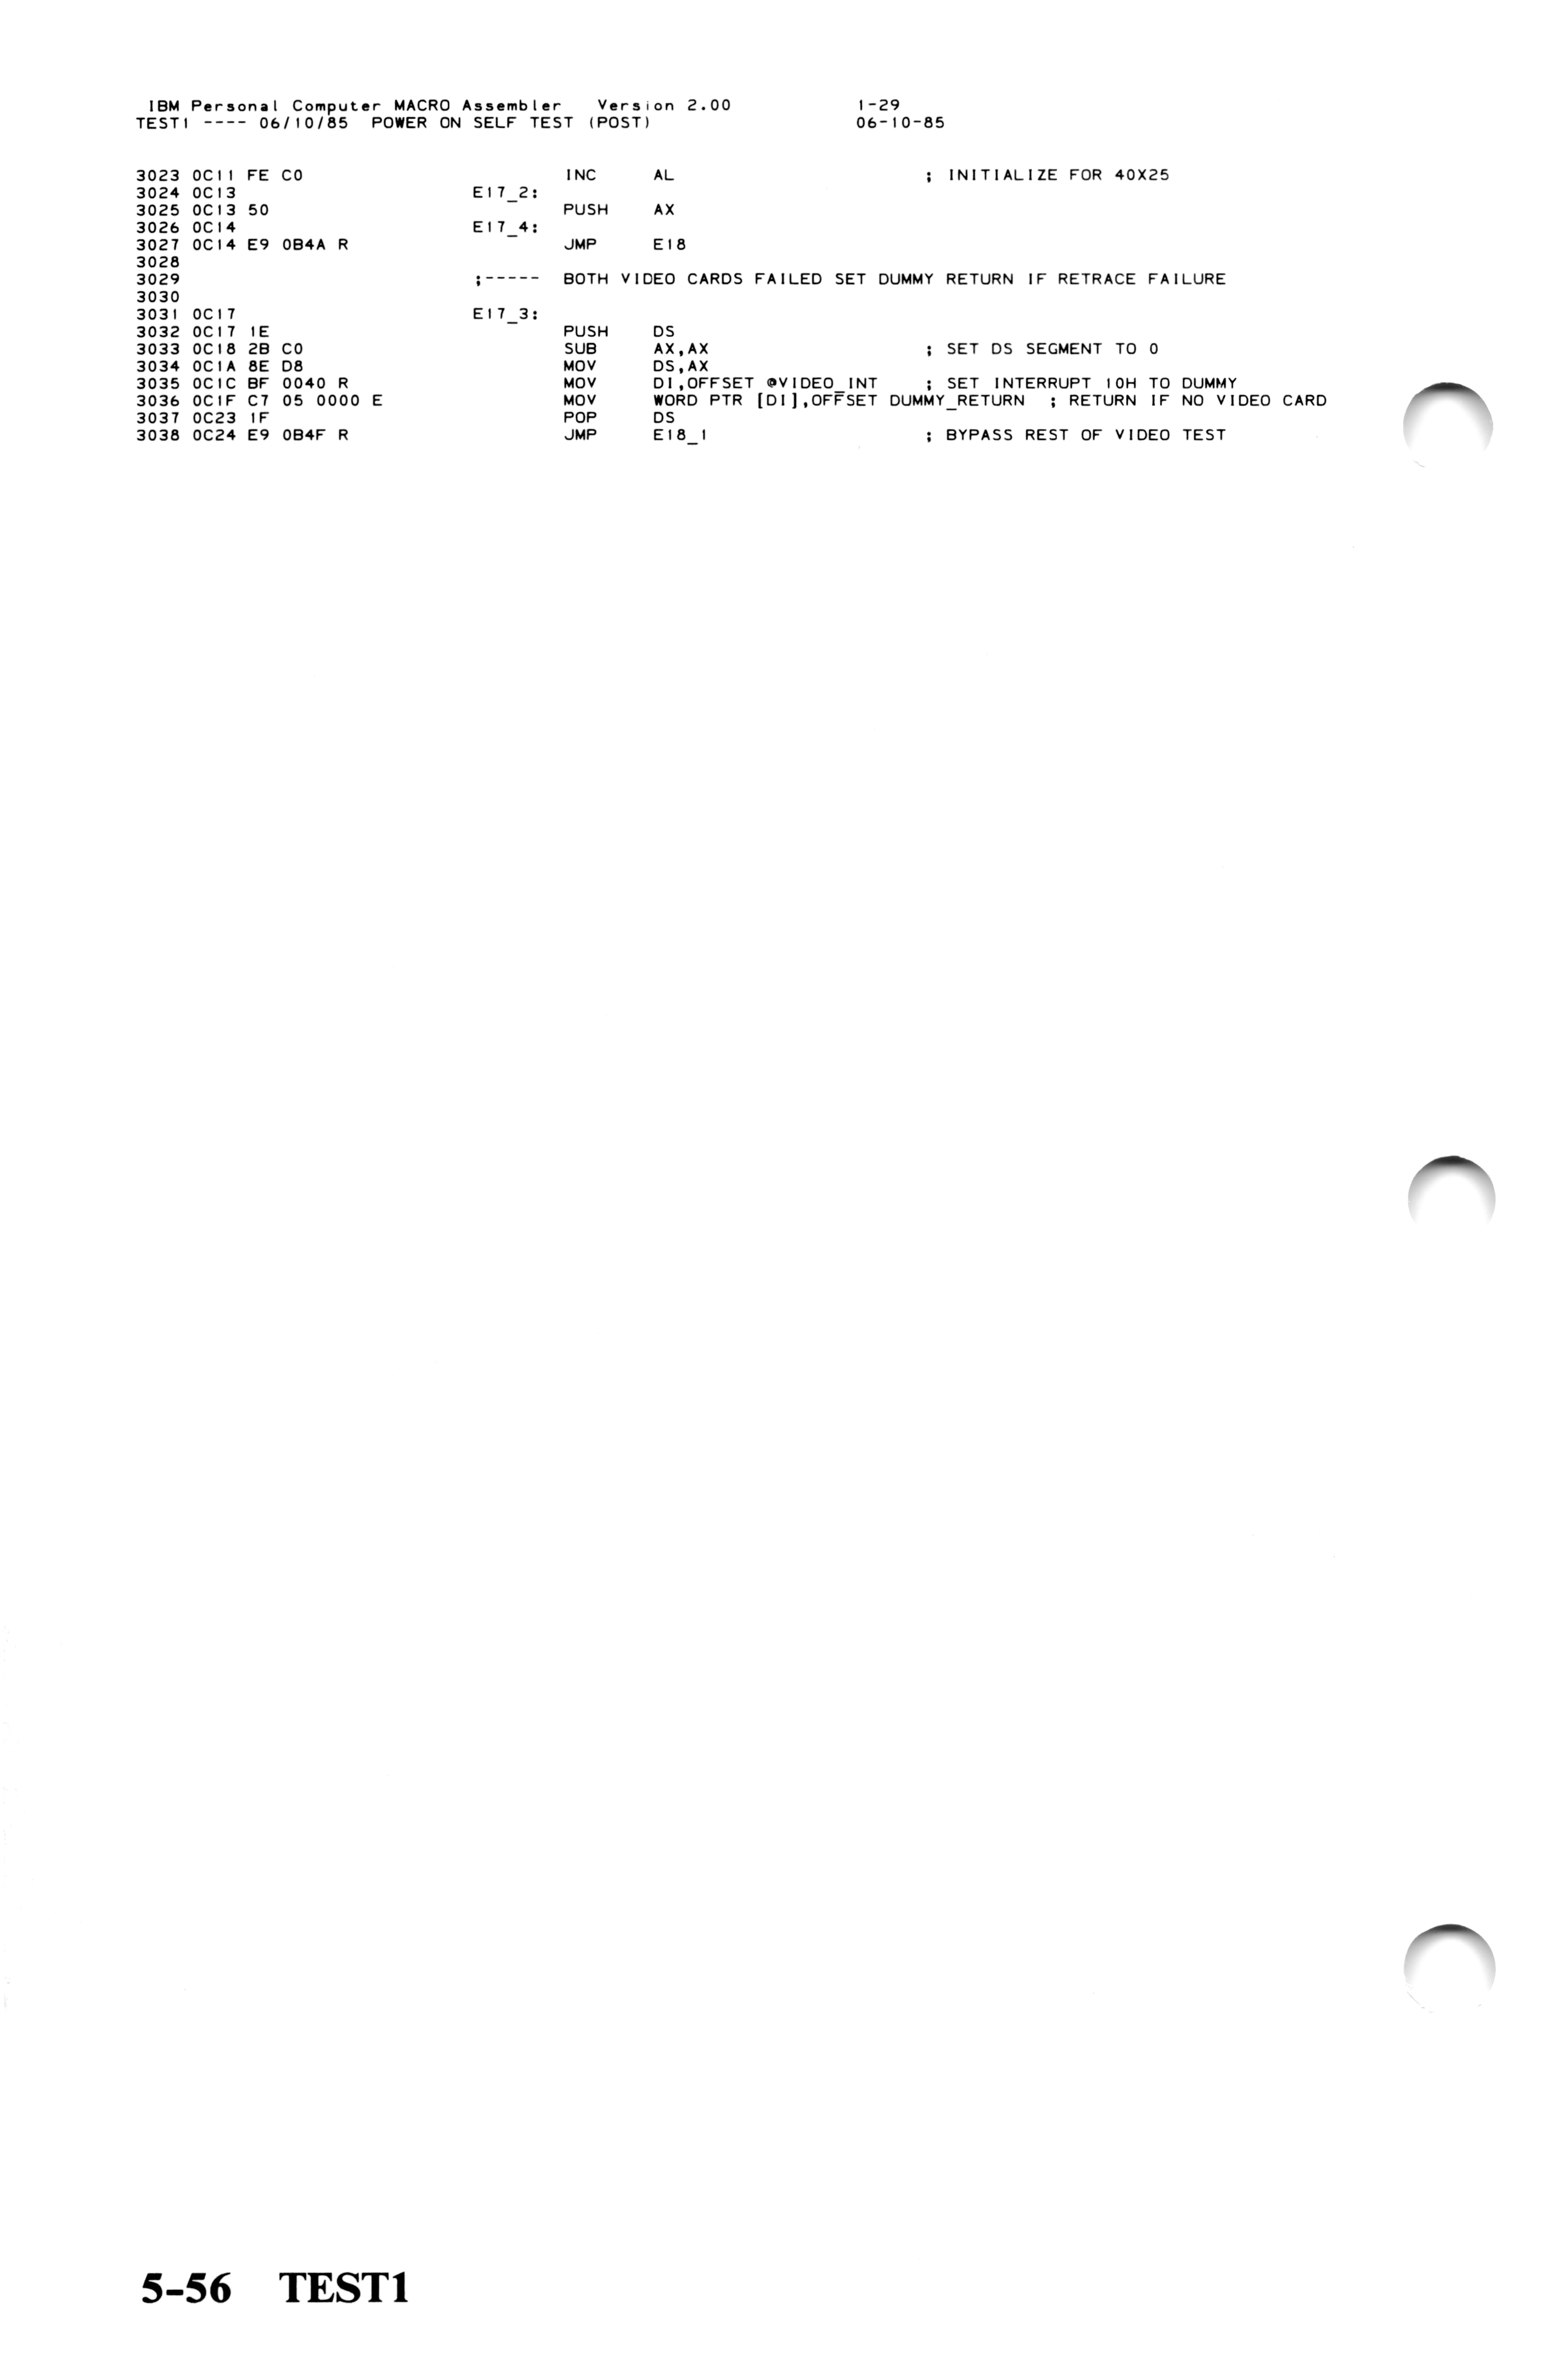 IBM Personal Computer MACRO Assembler   Version 2.00             1-29
TEST1 ---- 06/10/85  POWER ON SELF TEST (POST)                   06-10-85
3023 0C11 FE C0                       INC     AL                      ; INITIALIZE FOR 40X25
3024 0C13                     E17_2:
3025 0C13 50                          PUSH    AX
3026 0C14                     E17_4:
3027 0C14 E9 0B4A R                   JMP     E18
3028
3029                          ;-----  BOTH VIDEO CARDS FAILED SET DUMMY RETURN IF RETRACE FAILURE
3030
3031 0C17                     E17_3:
3032 0C17 1E                          PUSH    DS
3033 0C18 2B C0                       SUB     AX,AX                   ; SET DS SEGMENT TO 0
3034 0C1A 8E D8                       MOV     DS,AX
3035 0C1C BF 0040 R                   MOV     DI,OFFSET @VIDEO_INT    ; SET INTERRUPT 10H TO DUMMY
3036 0C1F C7 05 0000 E                MOV     WORD PTR [DI],OFFSET DUMMY_RETURN  ; RETURN IF NO VIDEO CARD
3037 0C23 1F                          POP     DS
3038 0C24 E9 0B4F R                   JMP     E18_1                   ; BYPASS REST OF VIDEO TEST
5-56   TEST1